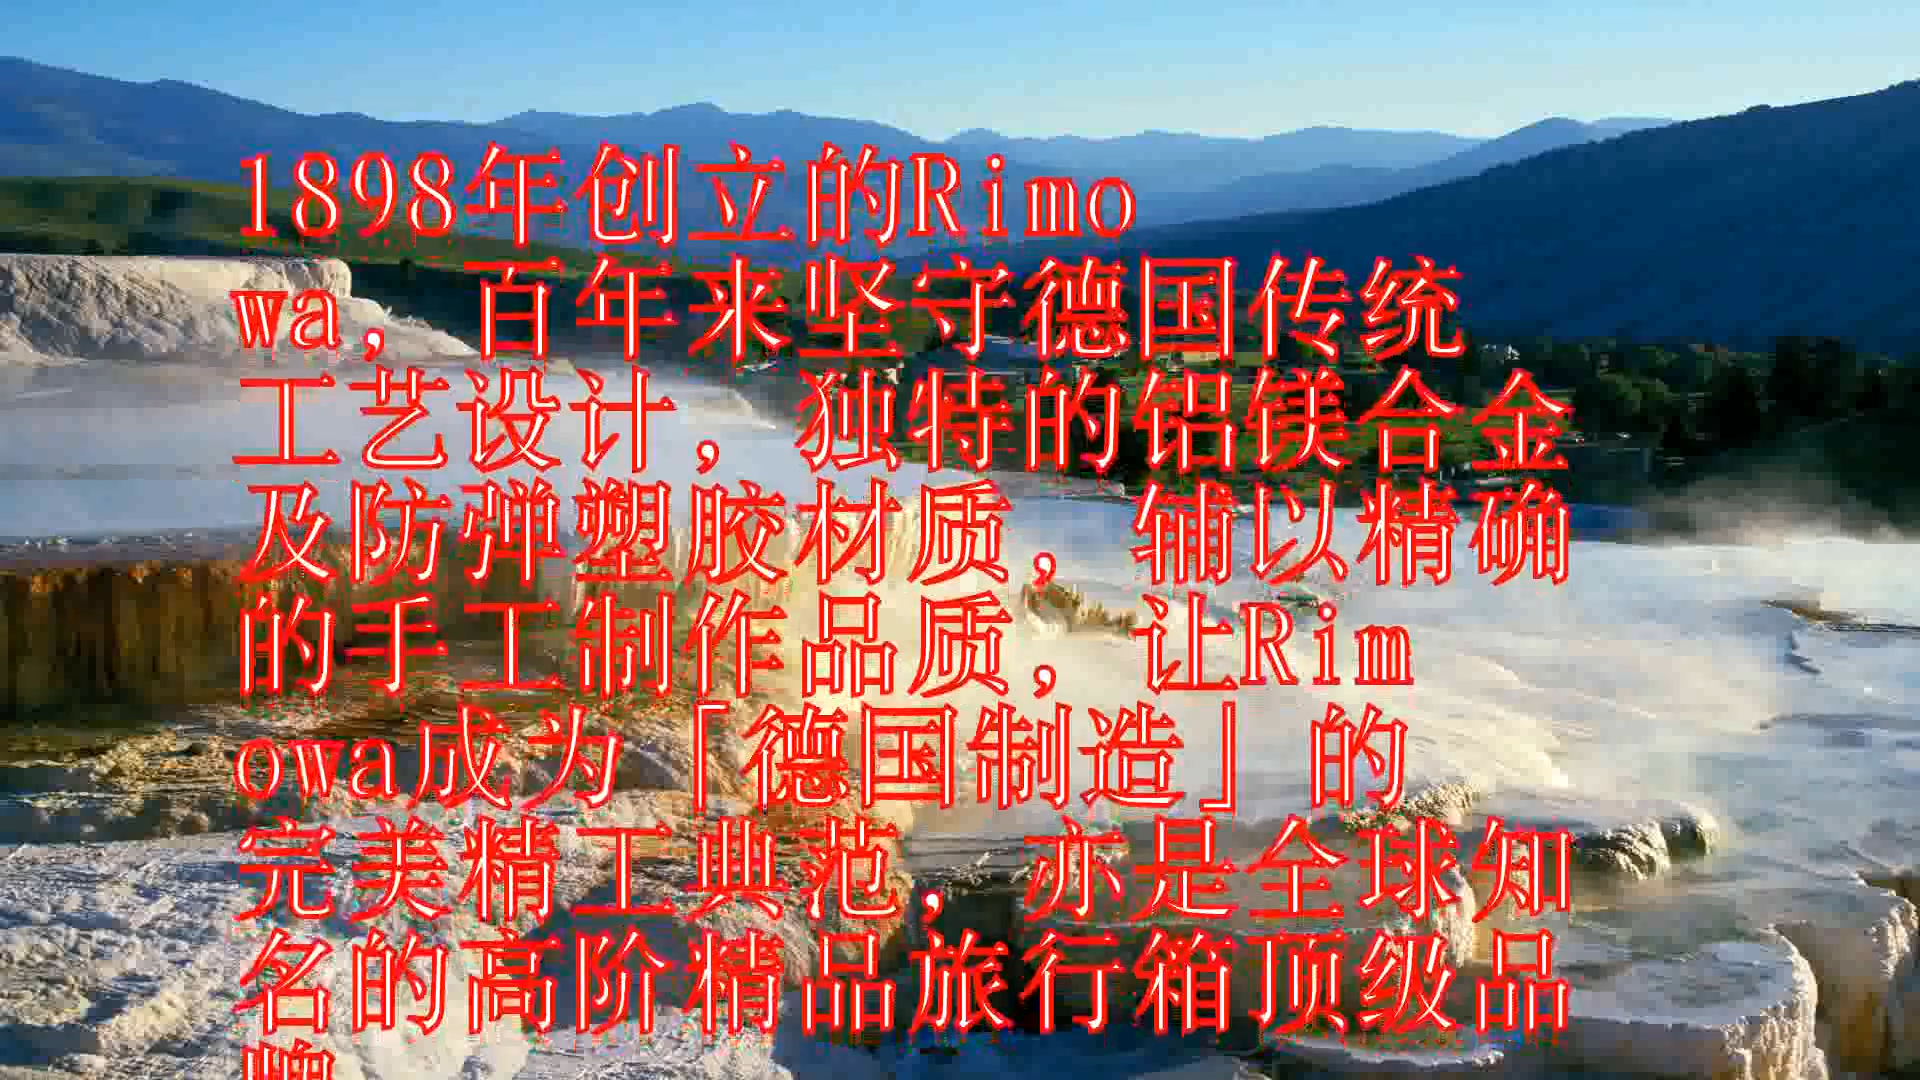 1898年创立的Rimo
wa，百年来坚守德国传统
工艺设计，独特的铝镁合金
及防弹塑胶材质，辅以精确
的手工制作品质，让Rim
owa成为「德国制造」的
完美精工典范，亦是全球知
名的高阶精品旅行箱顶级品